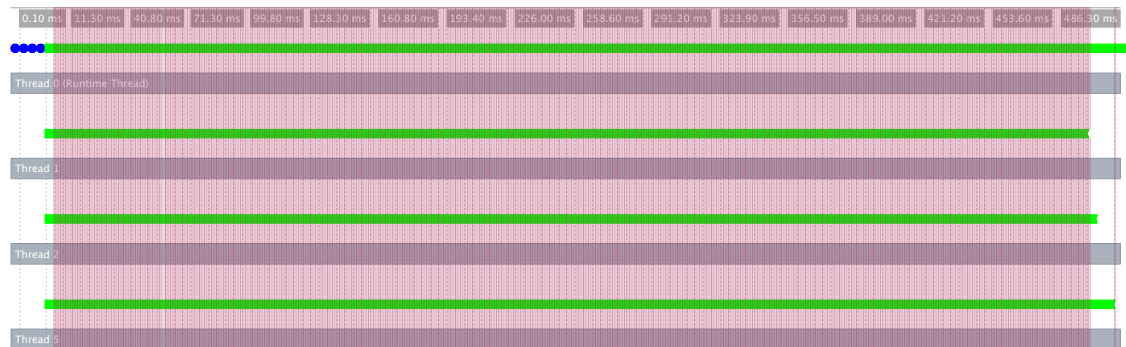 0.10 ms 11.30 ms 40.80 ms 71.30 ms 99.80 ms 128.30 ms 160.80 ms 193.40 ms 226.00 ms 258.60 ms 291.20 ms 323.90 ms 356.50 ms 389.00 ms 421.20 ms 453.60 ms 486.30 ms
Thread 0 (Runtime Thread)
Thread 1
Thread 2
Thread 5